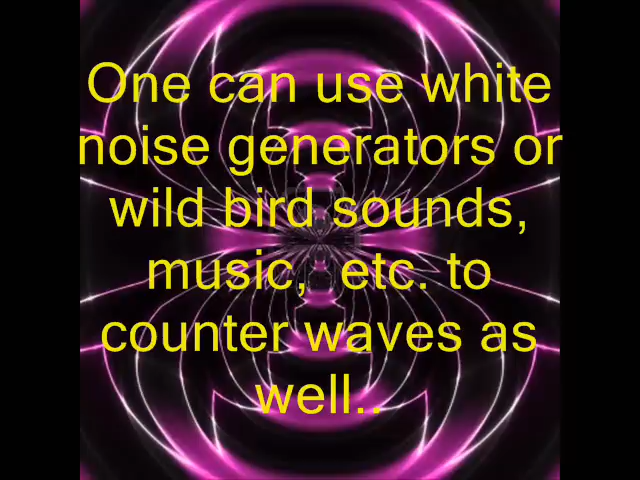 One can use white
noise generators or
wild bird sounds,
music,  etc. to
counter waves as
well..